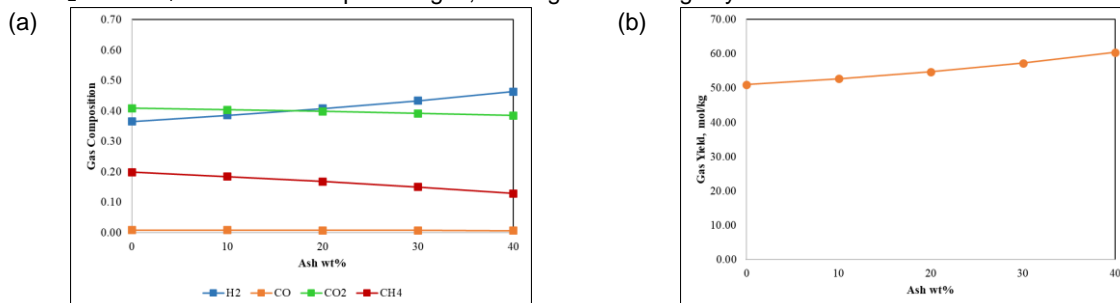 (a)
0.70
0.60
0.50
0.40
0.30
0.20
0.10
0.00
Gas Composition
0 10 20 30 40
Ash wt%
H2 CO CO2 CH4
(b)
70.00
60.00
50.00
40.00
30.00
20.00
10.00
0.00
Gas Yield, mol/kg
0 10 20 30 40
Ash wt%